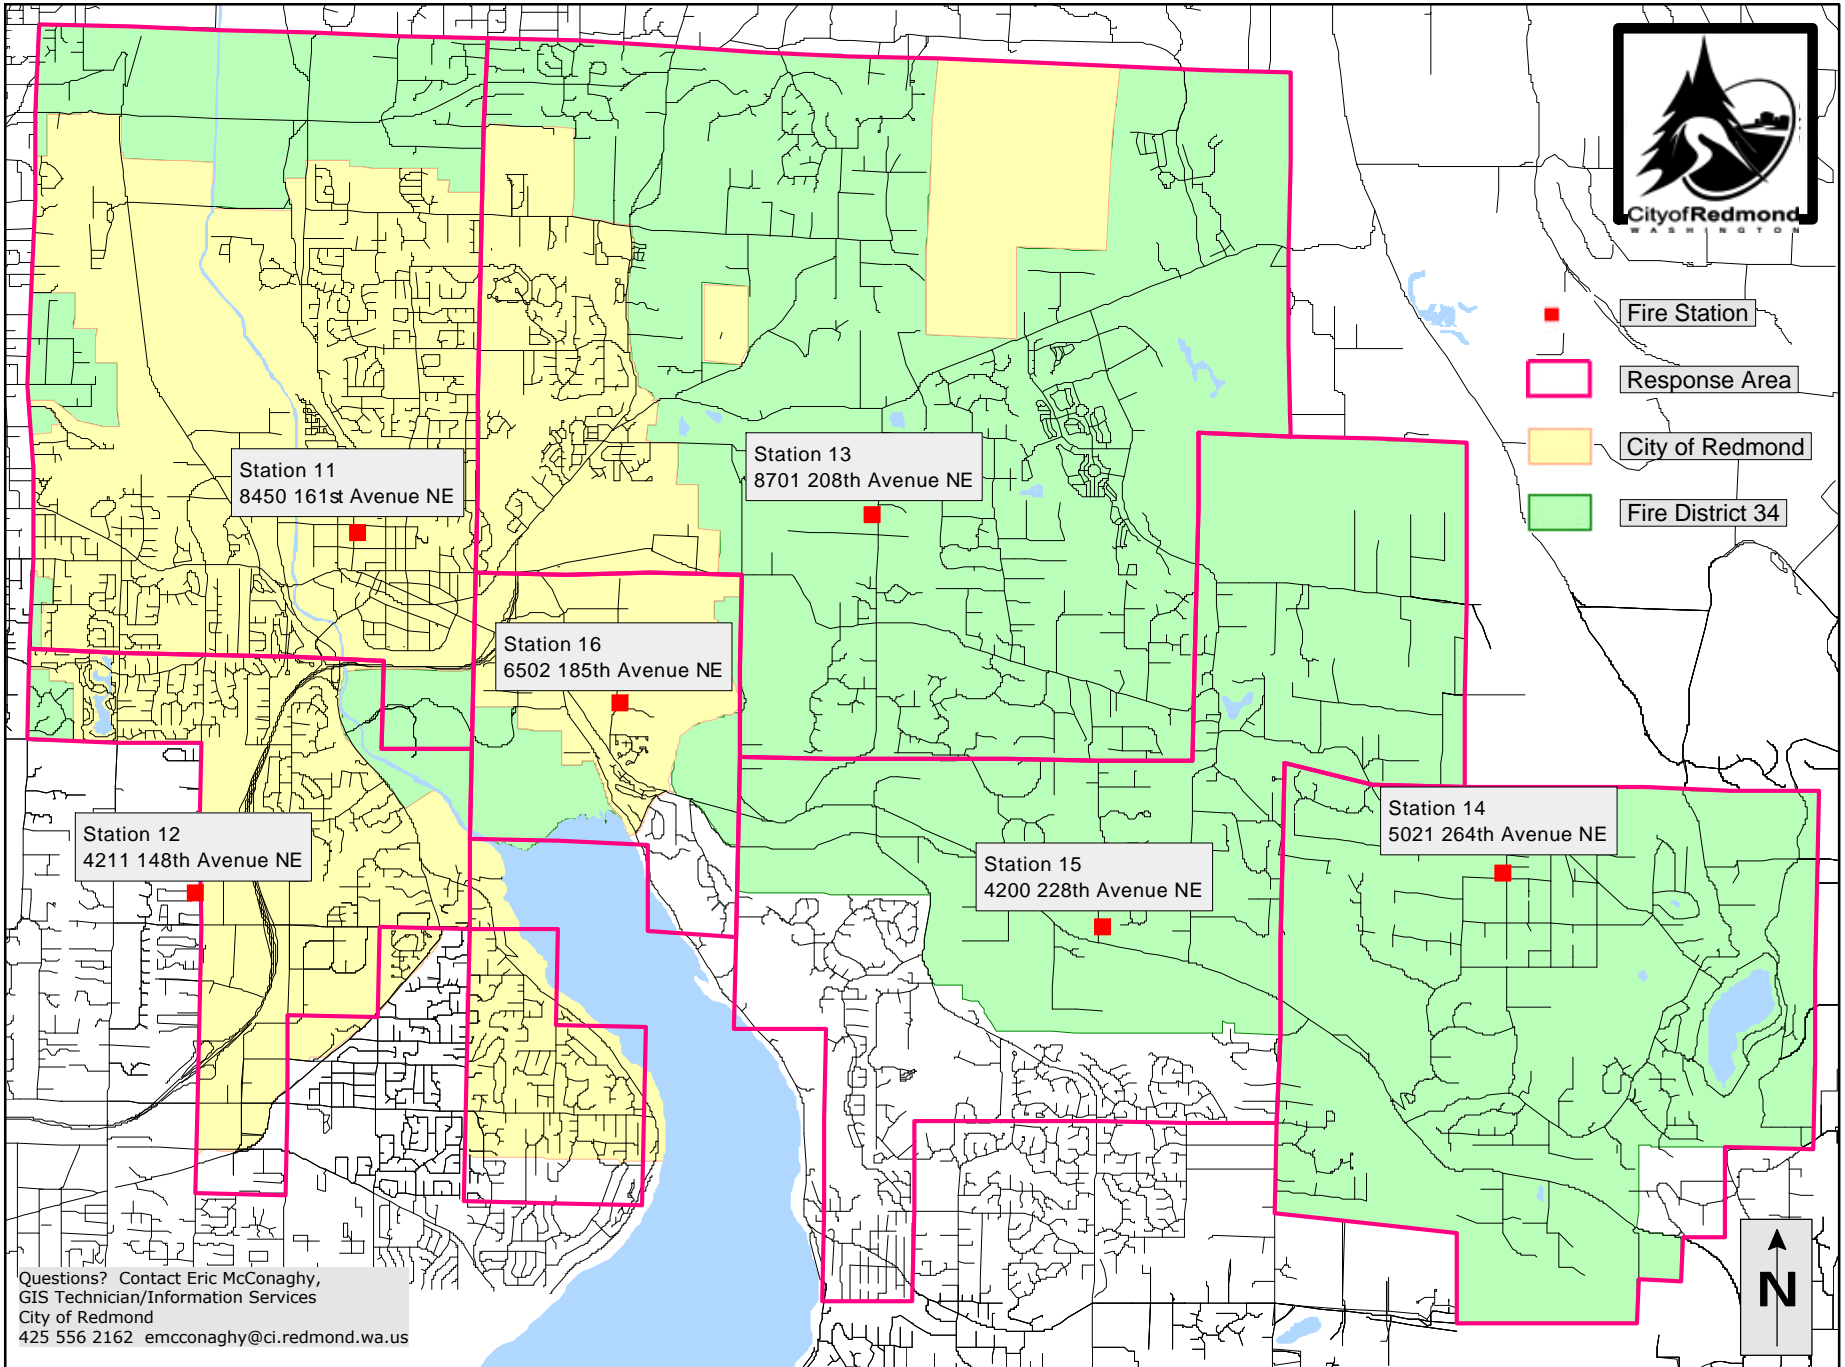 CityofRedmond
WASHINGTON
Fire Station
Response Area
City of Redmond
Fire District 34
Station 11
8450 161st Avenue NE
Station 13
8701 208th Avenue NE
Station 16
6502 185th Avenue NE
Station 12
4211 148th Avenue NE
Station 14
5021 264th Avenue NE
Station 15
4200 228th Avenue NE
Questions? Contact Eric McConaghy,
GIS Technician/Information Services
City of Redmond
425 556 2162 emcconaghy@ci.redmond.wa.us
N